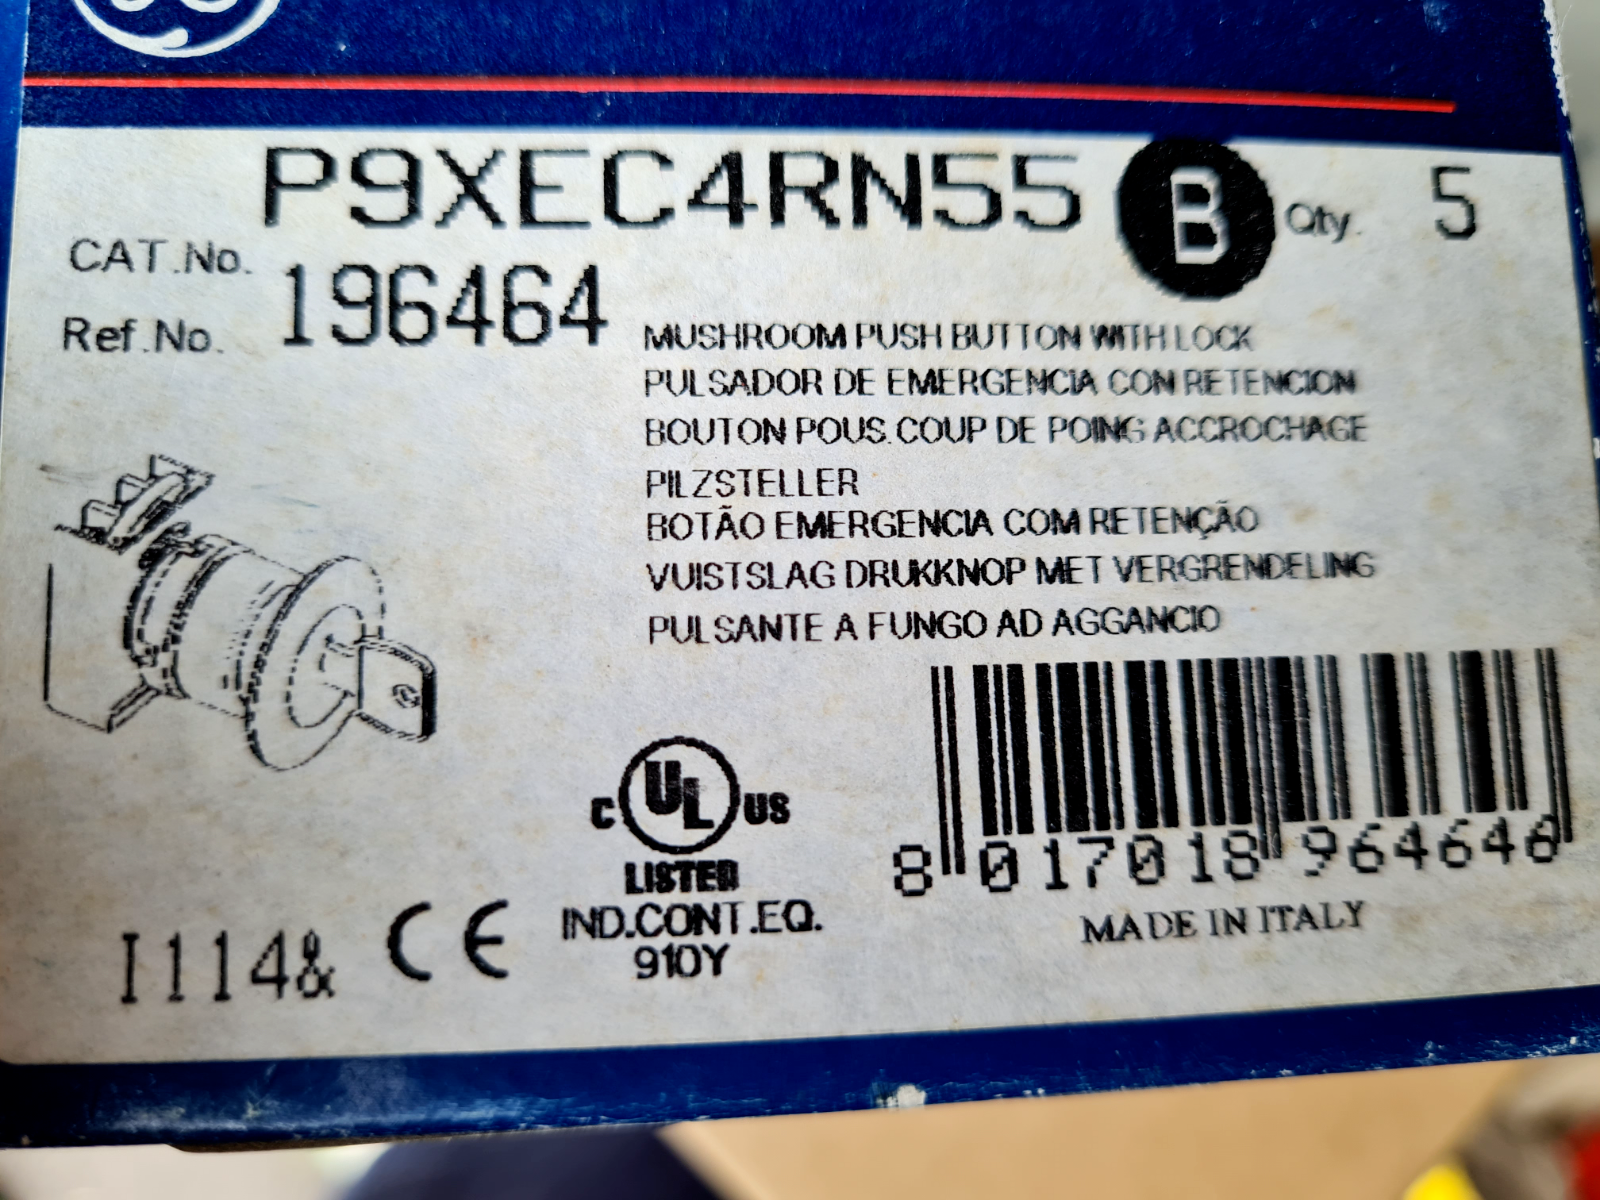 P9XEC4RN55 B Qty. 5
CAT.No.
Ref.No. 196464
MUSHROOM PUSH BUTTON WITH LOCK
PULSADOR DE EMERGENCIA CON RETENCION
BOUTON POUS.COUP DE POING ACCROCHAGE
PILZSTELLER
BOTÃO EMERGENCIA COM RETENÇÃO
VUISTSLAG DRUKKNOP MET VERGRENDELING
PULSANTE A FUNGO AD AGGANCIO
C UL US
LISTED
IND.CONT.EQ.
910Y
8 017018 964646
MADE IN ITALY
I114& CE